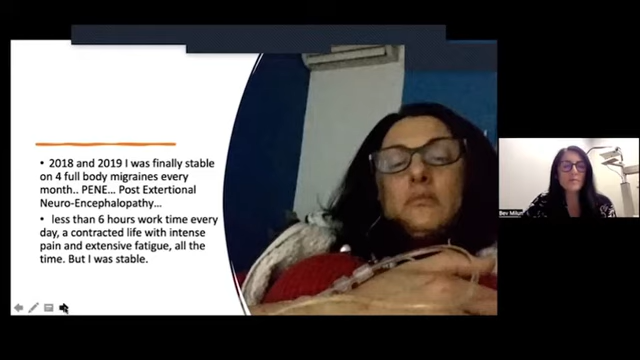 • 2018 and 2019 I was finally stable
on 4 full body migraines every
month.. PENE... Post Extertional
Neuro-Encephalopathy...
• less than 6 hours work time every
day, a contracted life with intense
pain and extensive fatigue, all the
time. But I was stable.
Bev Milun